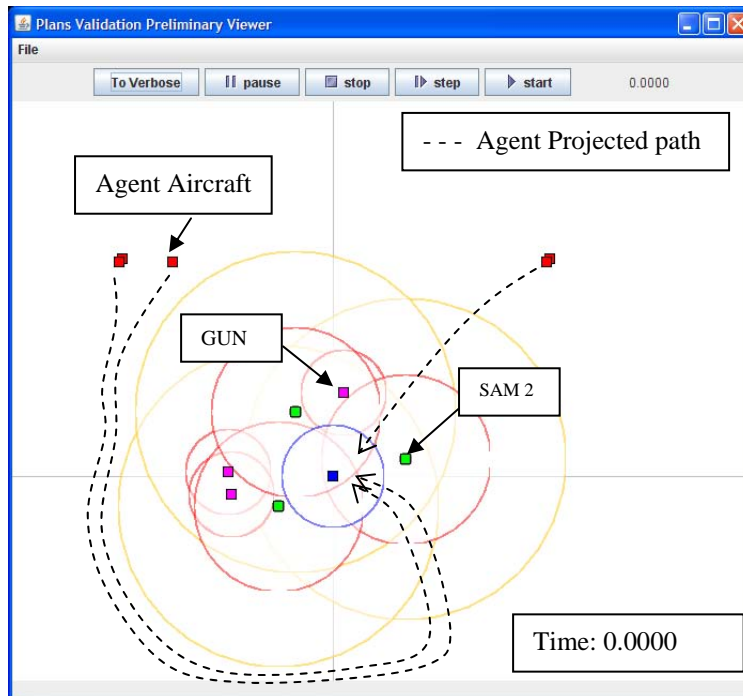 Plans Validation Preliminary Viewer
File
To Verbose pause stop step start 0.0000
- - - Agent Projected path
Agent Aircraft
GUN
SAM 2
Time: 0.0000